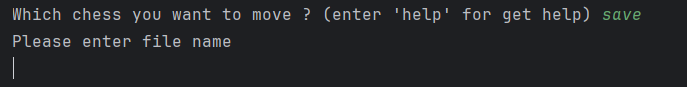 Which chess you want to move ? (enter 'help' for get help) save
Please enter file name